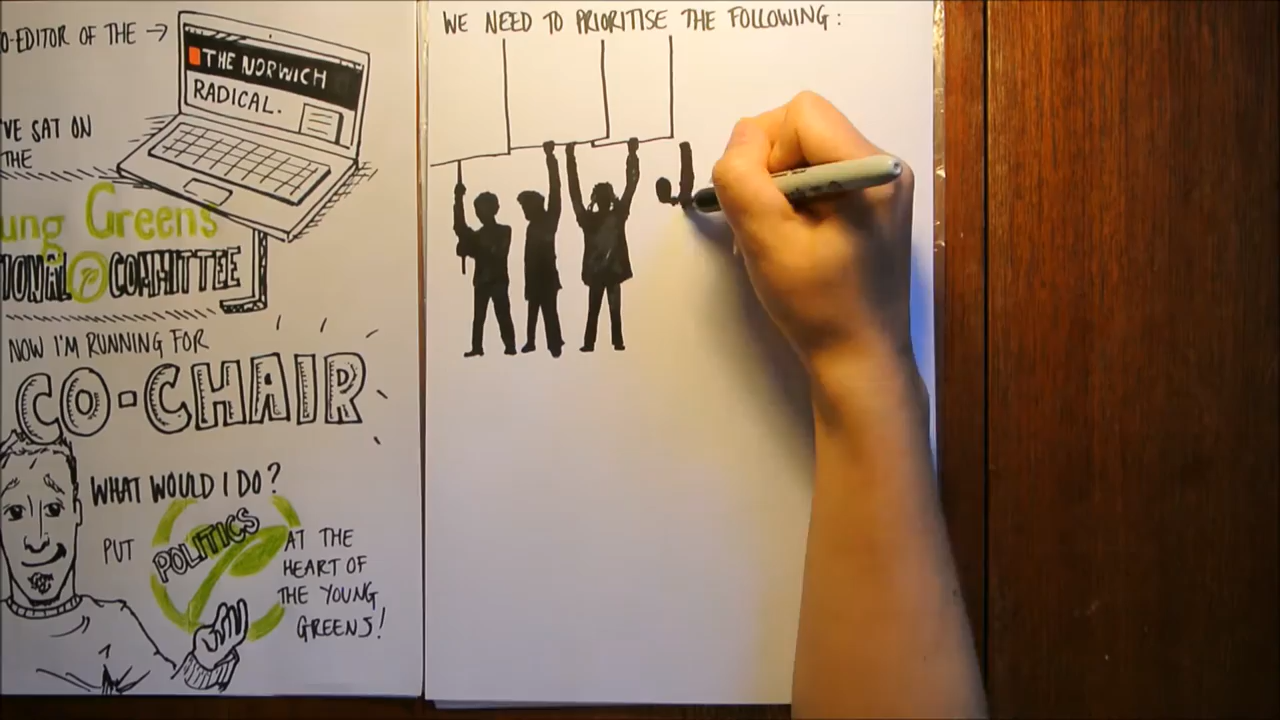 O-EDITOR OF THE →
THE NORWICH
RADICAL.
'VE SAT ON
THE
ung Greens
IONAL COMMITTEE
NOW I'M RUNNING FOR
CO-CHAIR
WHAT WOULD I DO?
PUT POLITICS AT THE
HEART OF
THE YOUNG
GREENS!
WE NEED TO PRIORITISE THE FOLLOWING: